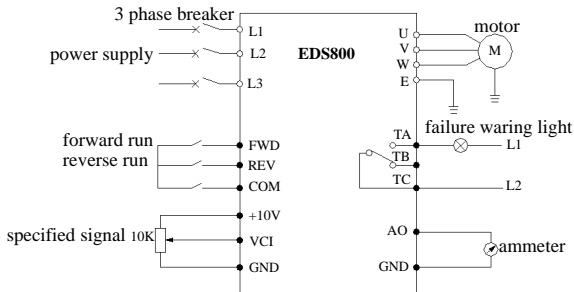 3 phase breaker
L1
power supply
L2
L3
EDS800
U
V
W
E
motor
M
forward run
reverse run
FWD
REV
COM
TA
TB
TC
failure waring light
L1
L2
specified signal 10K
+10V
VCI
GND
AO
GND
ammeter